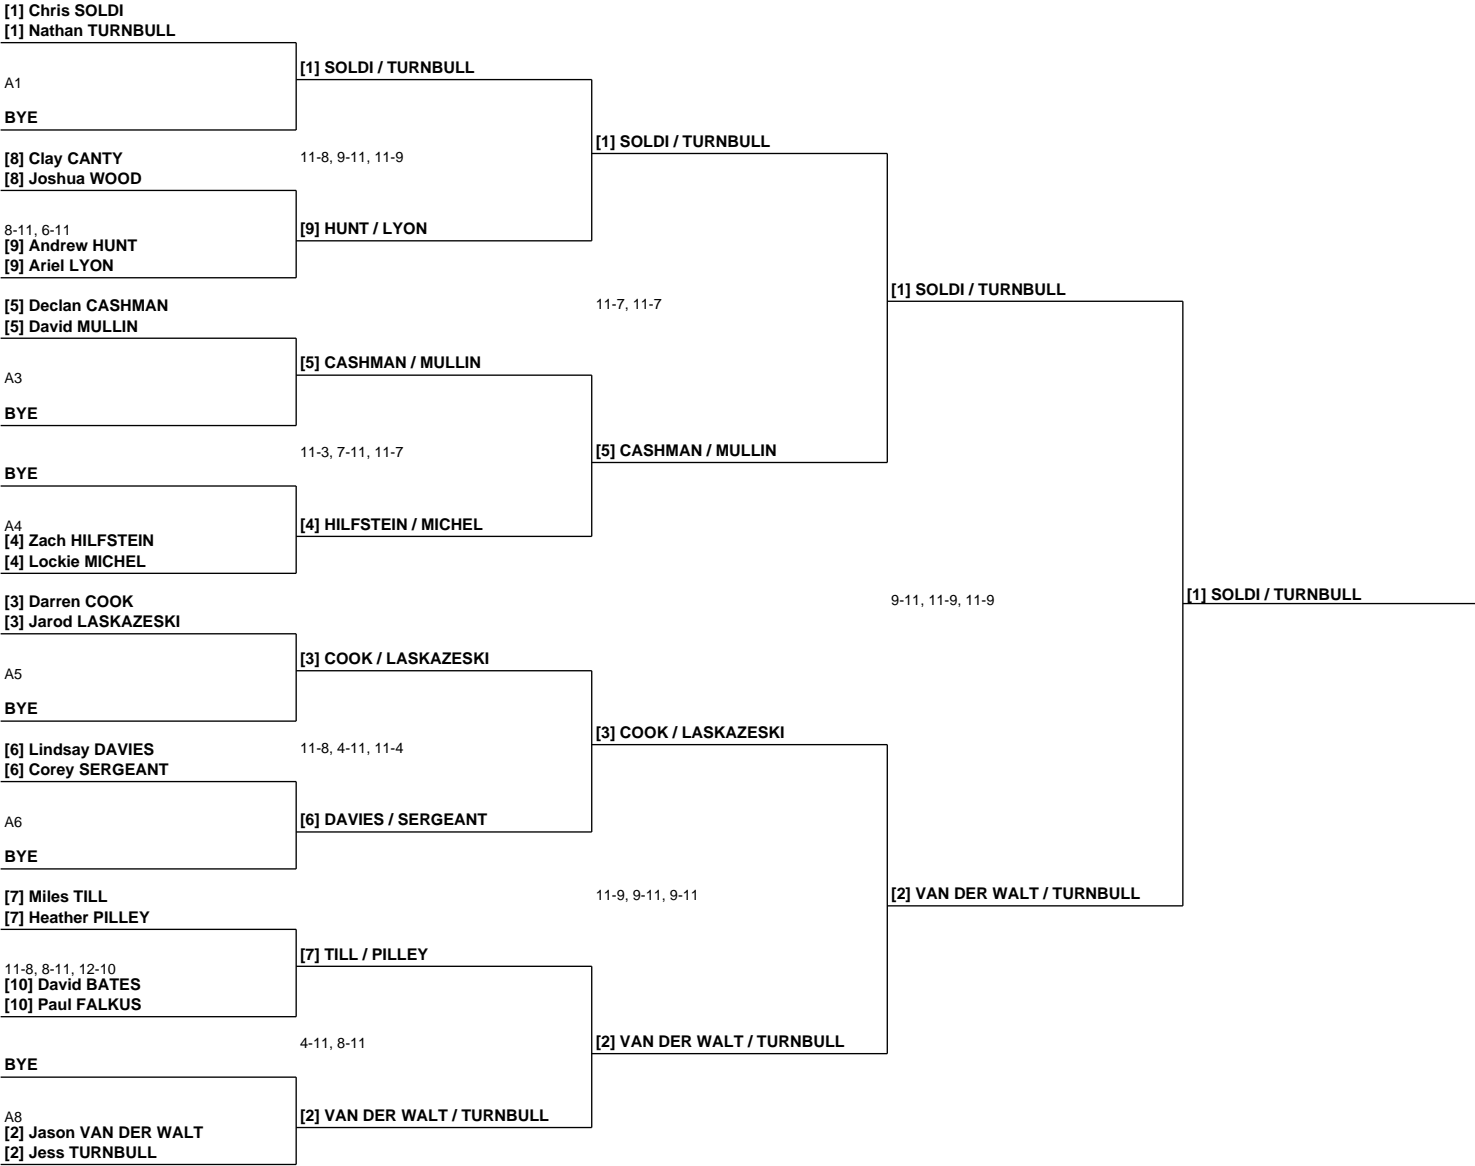 [1] Chris SOLDI
[1] Nathan TURNBULL
A1
BYE
[8] Clay CANTY
[8] Joshua WOOD
8-11, 6-11
[9] Andrew HUNT
[9] Ariel LYON
[5] Declan CASHMAN
[5] David MULLIN
A3
BYE
BYE
A4
[4] Zach HILFSTEIN
[4] Lockie MICHEL
[3] Darren COOK
[3] Jarod LASKAZESKI
A5
BYE
[6] Lindsay DAVIES
[6] Corey SERGEANT
A6
BYE
[7] Miles TILL
[7] Heather PILLEY
11-8, 8-11, 12-10
[10] David BATES
[10] Paul FALKUS
BYE
A8
[2] Jason VAN DER WALT
[2] Jess TURNBULL
[1] SOLDI / TURNBULL
11-8, 9-11, 11-9
[9] HUNT / LYON
[5] CASHMAN / MULLIN
11-3, 7-11, 11-7
[4] HILFSTEIN / MICHEL
[3] COOK / LASKAZESKI
11-8, 4-11, 11-4
[6] DAVIES / SERGEANT
[7] TILL / PILLEY
4-11, 8-11
[2] VAN DER WALT / TURNBULL
[1] SOLDI / TURNBULL
11-7, 11-7
[5] CASHMAN / MULLIN
[3] COOK / LASKAZESKI
11-9, 9-11, 9-11
[2] VAN DER WALT / TURNBULL
[1] SOLDI / TURNBULL
9-11, 11-9, 11-9
[2] VAN DER WALT / TURNBULL
[1] SOLDI / TURNBULL